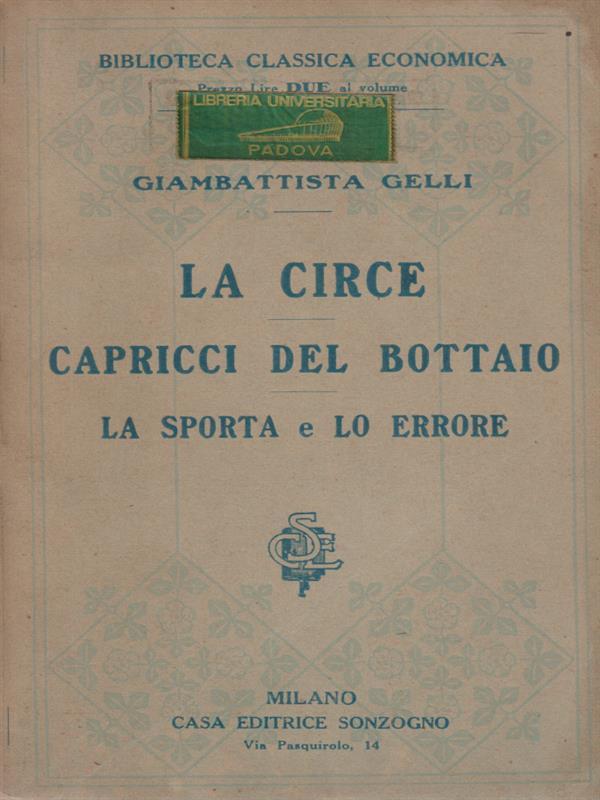 BIBLIOTECA CLASSICA ECONOMICA
Prezzo Lire DUE al volume
LIBRERIA UNIVERSITARIA
PADOVA
GIAMBATTISTA GELLI
LA CIRCE
CAPRICCI DEL BOTTAIO
LA SPORTA e LO ERRORE
MILANO
CASA EDITRICE SONZOGNO
Via Pasquirolo, 14